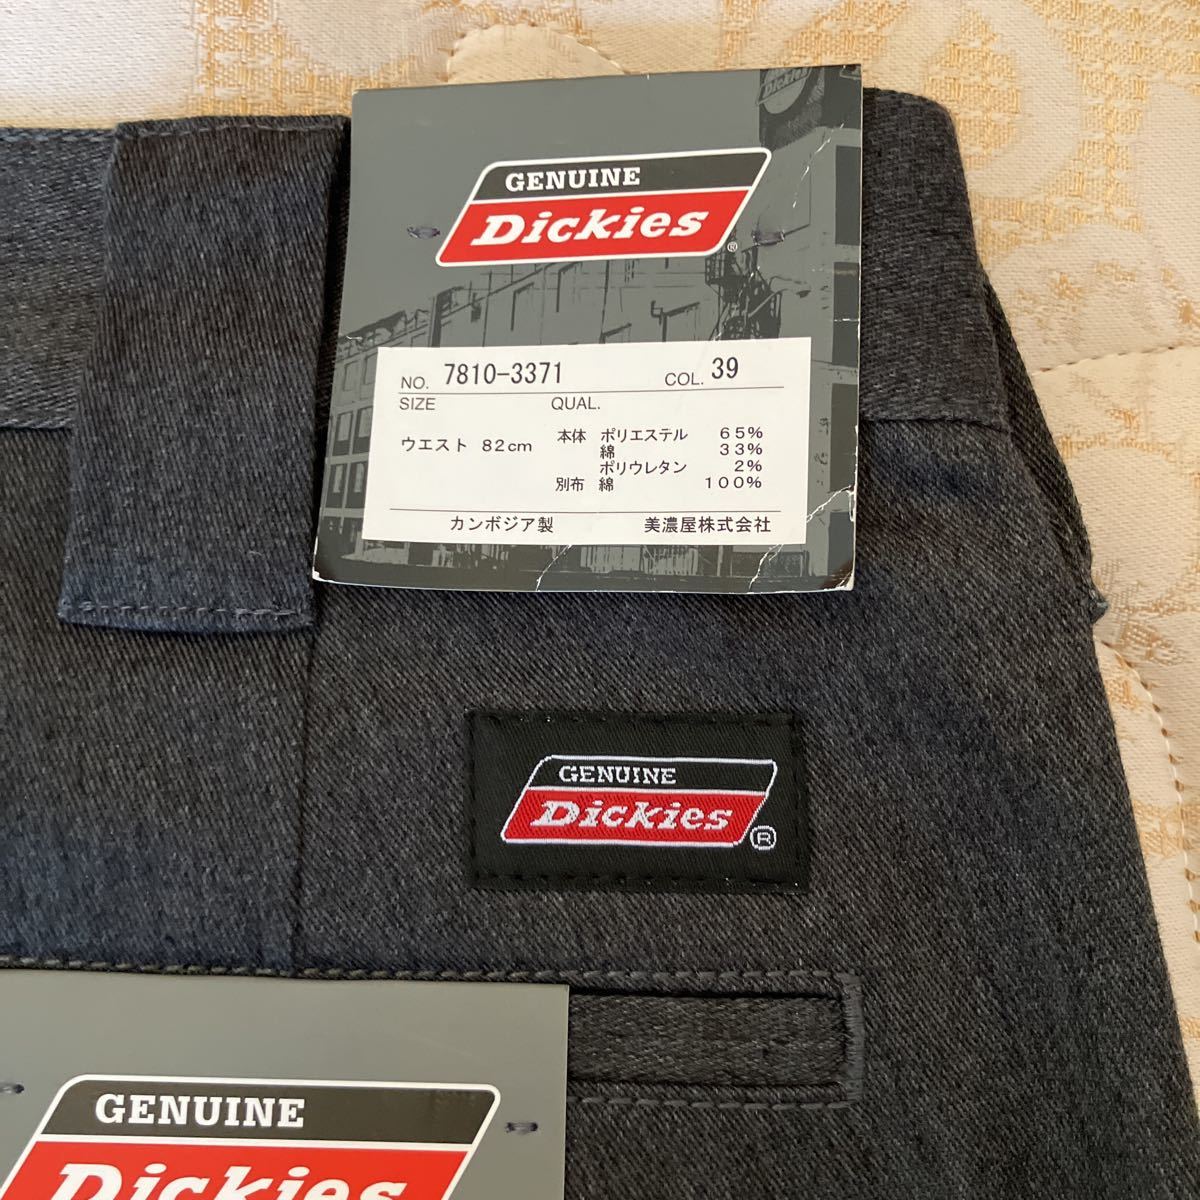 Dickies
GENUINE
Dickies
®
NO. 7810-3371 COL. 39
SIZE QUAL.
ウエスト 82cm 本体 ポリエステル 65%
綿 33%
ポリウレタン 2%
別布 綿 100%
カンボジア製 美濃屋株式会社
GENUINE
Dickies
®
GENUINE
Dickies